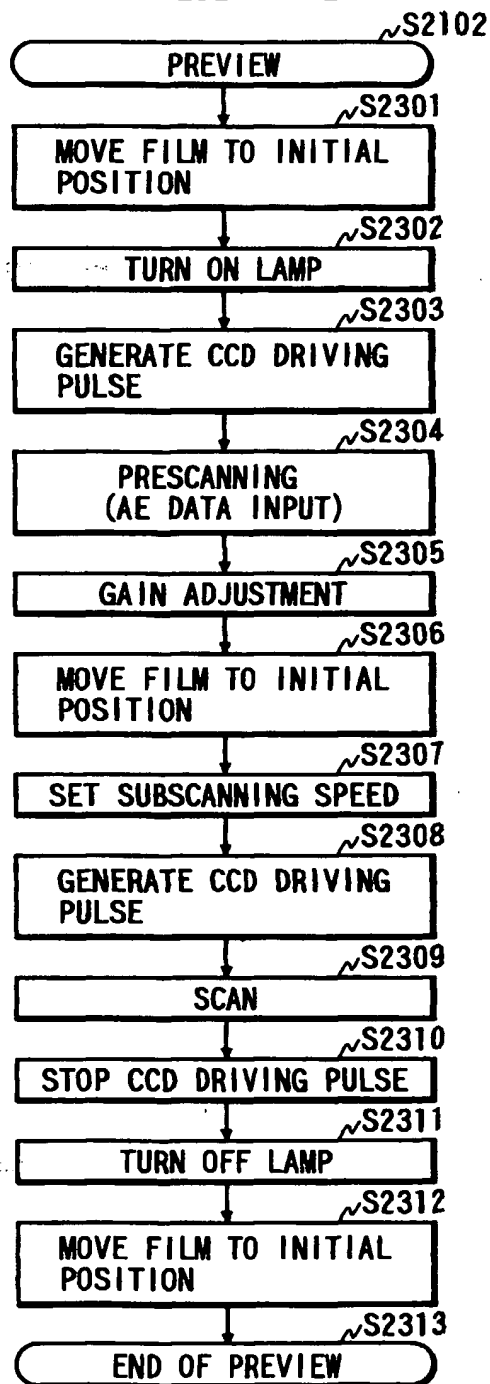 S2102
PREVIEW
S2301
MOVE FILM TO INITIAL
POSITION
S2302
TURN ON LAMP
S2303
GENERATE CCD DRIVING
PULSE
S2304
PRESCANNING
(AE DATA INPUT)
S2305
GAIN ADJUSTMENT
S2306
MOVE FILM TO INITIAL
POSITION
S2307
SET SUBSCANNING SPEED
S2308
GENERATE CCD DRIVING
PULSE
S2309
SCAN
S2310
STOP CCD DRIVING PULSE
S2311
TURN OFF LAMP
S2312
MOVE FILM TO INITIAL
POSITION
S2313
END OF PREVIEW